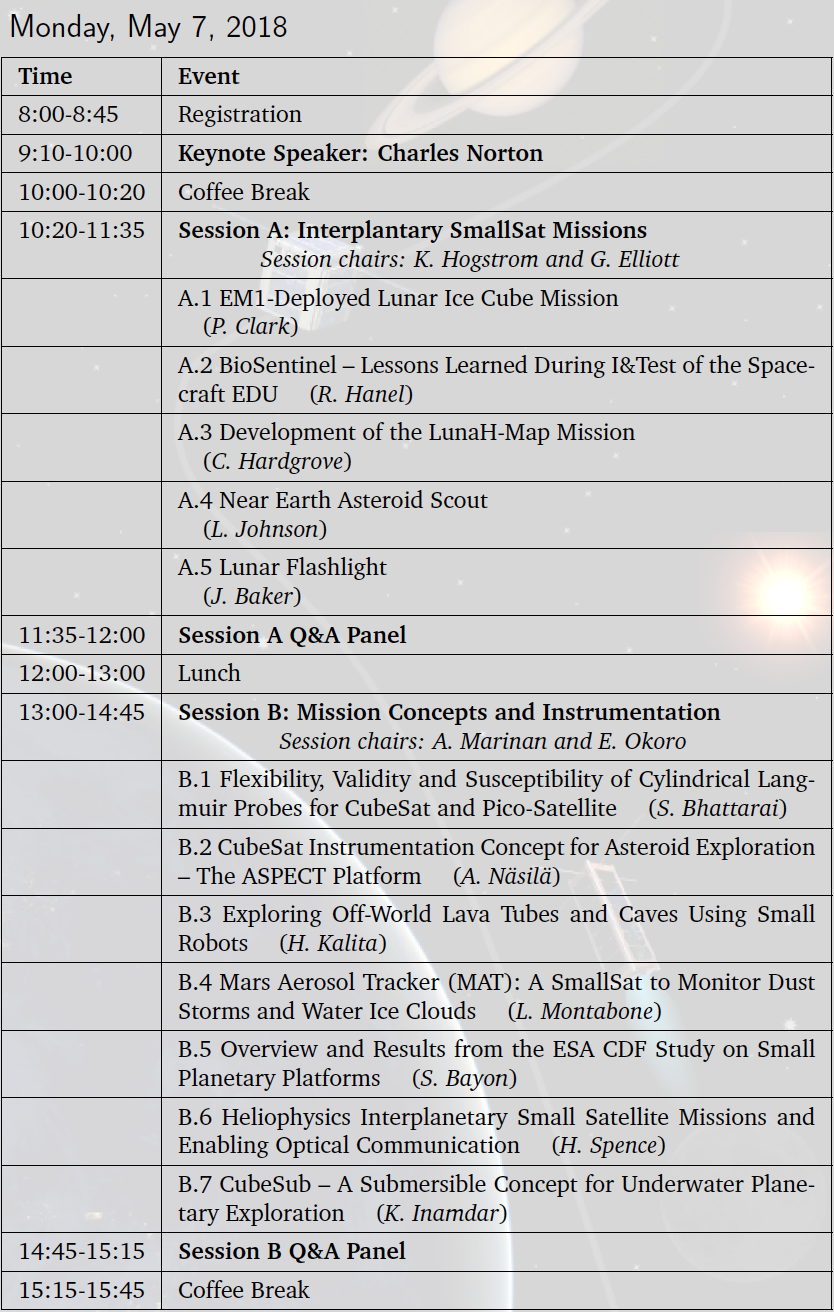 Monday, May 7, 2018
Time Event
8:00-8:45 Registration
9:10-10:00 Keynote Speaker: Charles Norton
10:00-10:20 Coffee Break
10:20-11:35 Session A: Interplantary SmallSat Missions
Session chairs: K. Hogstrom and G. Elliott
A.1 EM1-Deployed Lunar Ice Cube Mission
(P. Clark)
A.2 BioSentinel – Lessons Learned During I&Test of the Space-
craft EDU (R. Hanel)
A.3 Development of the LunaH-Map Mission
(C. Hardgrove)
A.4 Near Earth Asteroid Scout
(L. Johnson)
A.5 Lunar Flashlight
(J. Baker)
11:35-12:00 Session A Q&A Panel
12:00-13:00 Lunch
13:00-14:45 Session B: Mission Concepts and Instrumentation
Session chairs: A. Marinan and E. Okoro
B.1 Flexibility, Validity and Susceptibility of Cylindrical Lang-
muir Probes for CubeSat and Pico-Satellite (S. Bhattarai)
B.2 CubeSat Instrumentation Concept for Asteroid Exploration
– The ASPECT Platform (A. Näsilä)
B.3 Exploring Off-World Lava Tubes and Caves Using Small
Robots (H. Kalita)
B.4 Mars Aerosol Tracker (MAT): A SmallSat to Monitor Dust
Storms and Water Ice Clouds (L. Montabone)
B.5 Overview and Results from the ESA CDF Study on Small
Planetary Platforms (S. Bayon)
B.6 Heliophysics Interplanetary Small Satellite Missions and
Enabling Optical Communication (H. Spence)
B.7 CubeSub – A Submersible Concept for Underwater Plane-
tary Exploration (K. Inamdar)
14:45-15:15 Session B Q&A Panel
15:15-15:45 Coffee Break